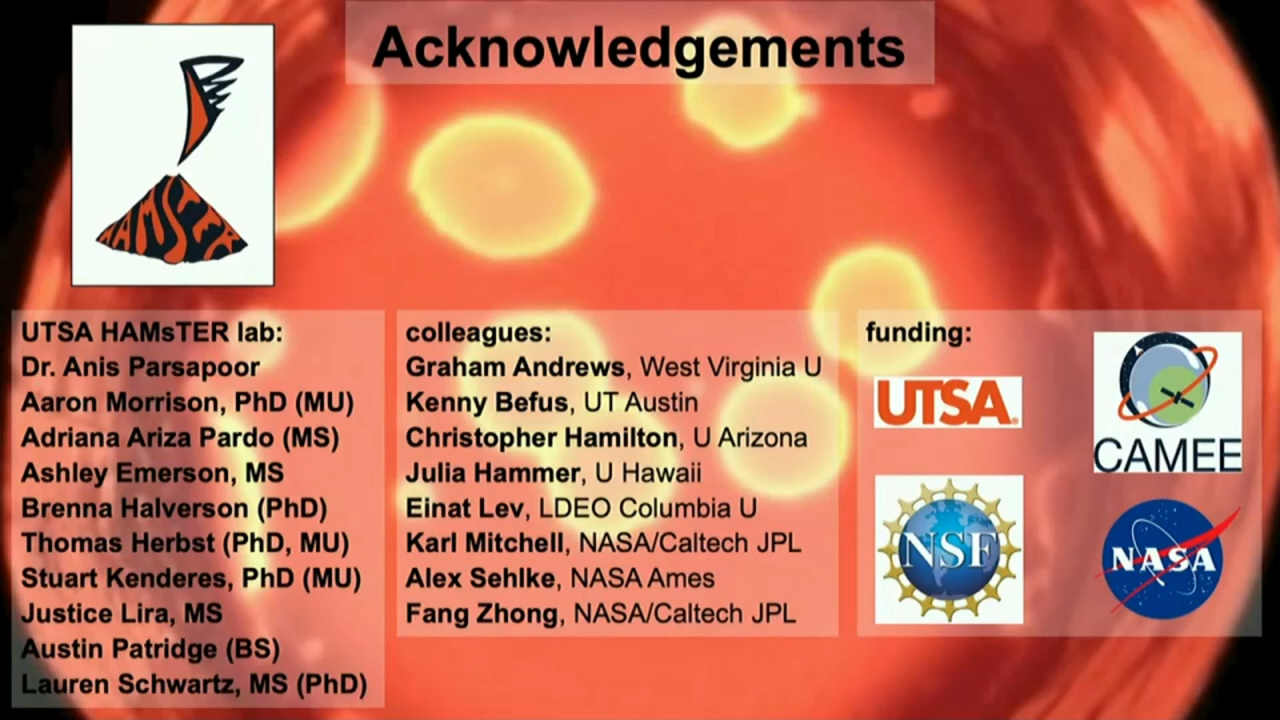 Acknowledgements
HAMSTER
UTSA HAMsTER lab:
Dr. Anis Parsapoor
Aaron Morrison, PhD (MU)
Adriana Ariza Pardo (MS)
Ashley Emerson, MS
Brenna Halverson (PhD)
Thomas Herbst (PhD, MU)
Stuart Kenderes, PhD (MU)
Justice Lira, MS
Austin Patridge (BS)
Lauren Schwartz, MS (PhD)
colleagues:
Graham Andrews, West Virginia U
Kenny Befus, UT Austin
Christopher Hamilton, U Arizona
Julia Hammer, U Hawaii
Einat Lev, LDEO Columbia U
Karl Mitchell, NASA/Caltech JPL
Alex Sehlke, NASA Ames
Fang Zhong, NASA/Caltech JPL
funding:
UTSA®
CAMEE
NSF
NASA